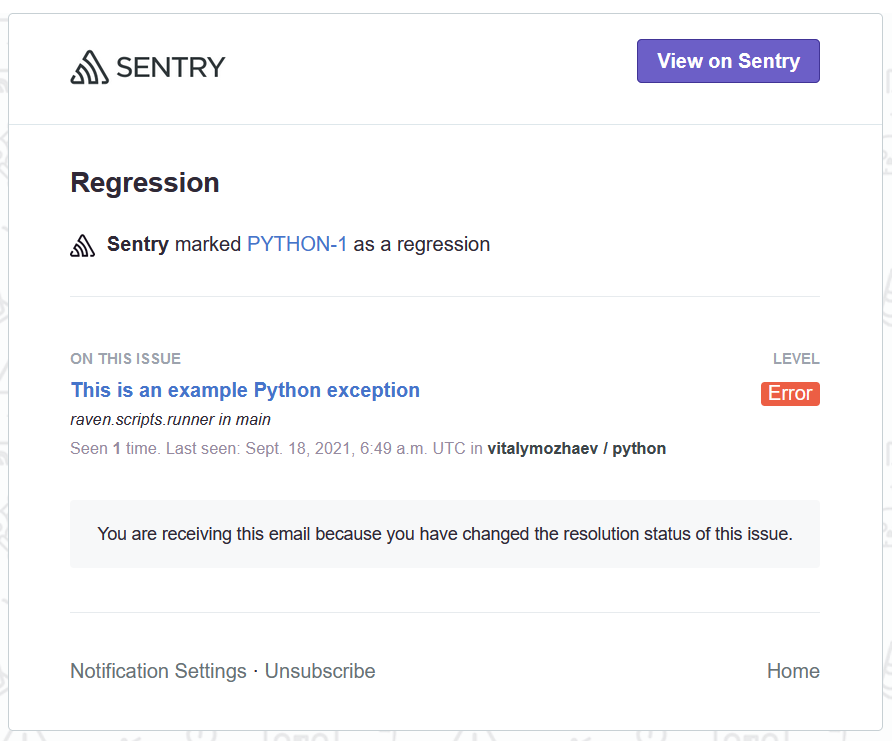 SENTRY
View on Sentry
Regression
Sentry marked PYTHON-1 as a regression
ON THIS ISSUE
LEVEL
This is an example Python exception
Error
raven.scripts.runner in main
Seen 1 time. Last seen: Sept. 18, 2021, 6:49 a.m. UTC in vitalymozhaev / python
You are receiving this email because you have changed the resolution status of this issue.
Notification Settings · Unsubscribe
Home